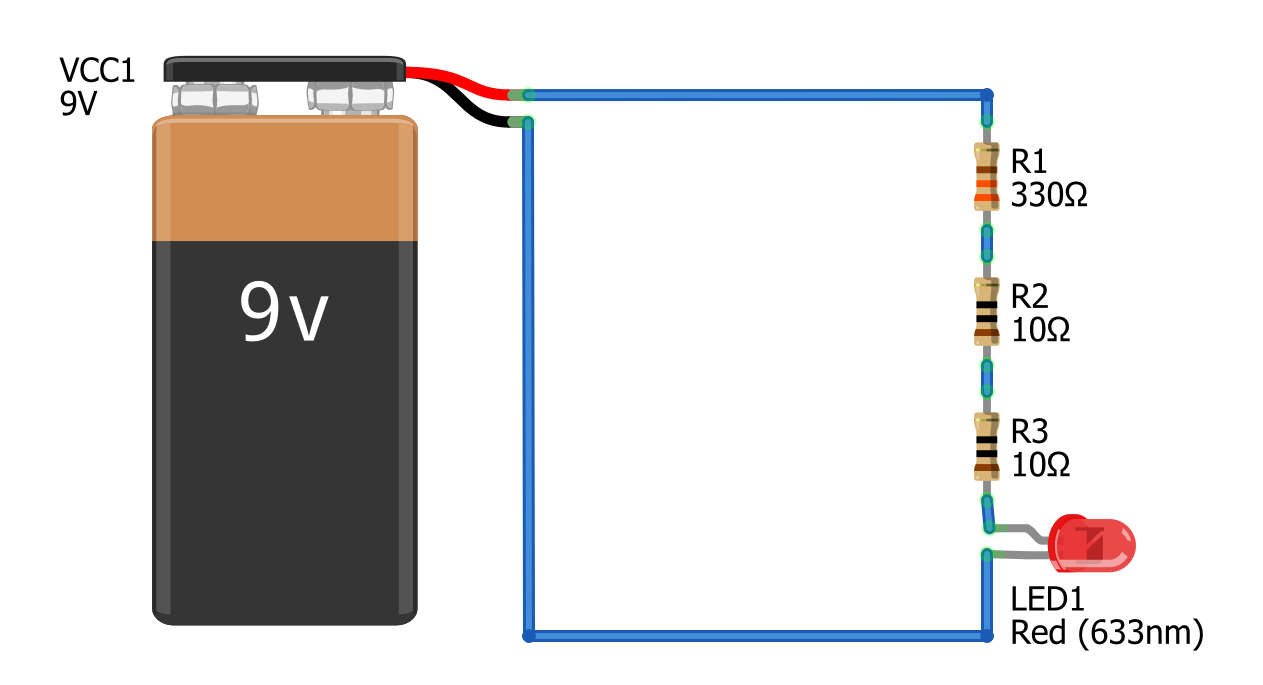 VCC1
9V
9v
R1
330Ω
R2
10Ω
R3
10Ω
LED1
Red (633nm)